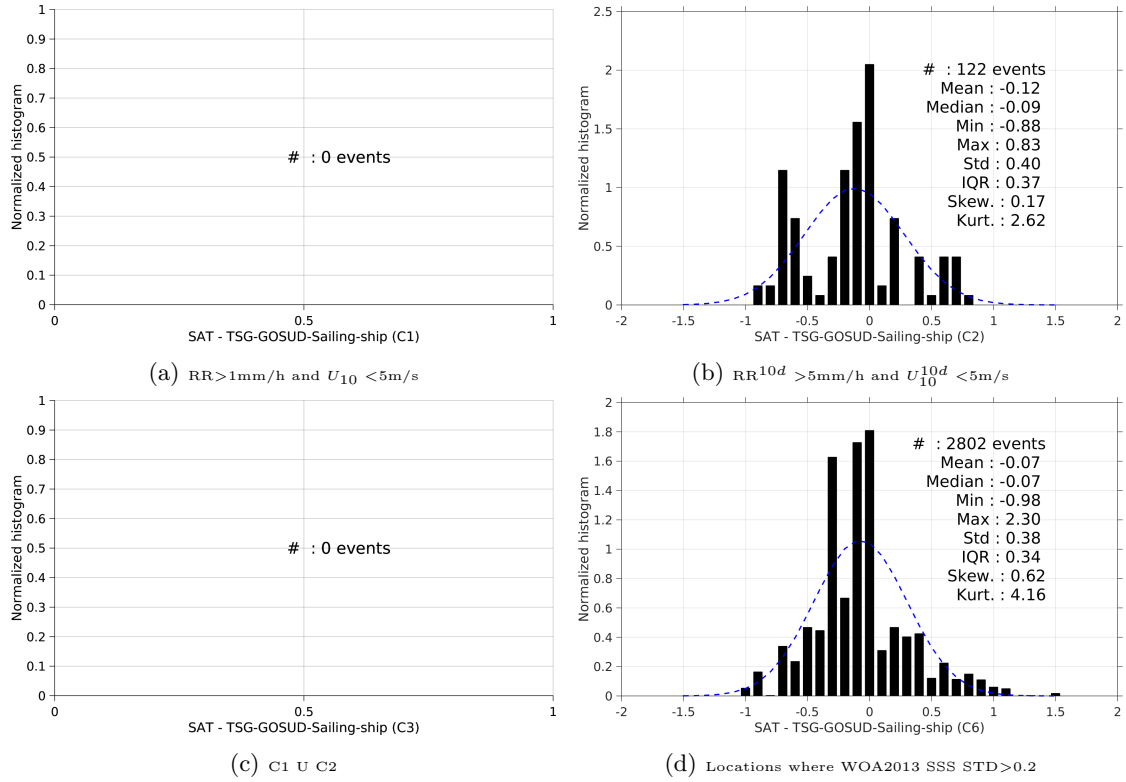 1
0.9
0.8
0.7
0.6
0.5
0.4
0.3
0.2
0.1
0
Normalized histogram
# : 0 events
0 0.5 1
SAT - TSG-GOSUD-Sailing-ship (C1)
(a) RR>1mm/h and U10 <5m/s
2.5
2
1.5
1
0.5
0
Normalized histogram
# : 122 events
Mean : -0.12
Median : -0.09
Min : -0.88
Max : 0.83
Std : 0.40
IQR : 0.37
Skew. : 0.17
Kurt. : 2.62
-2 -1.5 -1 -0.5 0 0.5 1 1.5 2
SAT - TSG-GOSUD-Sailing-ship (C2)
(b) RR10d >5mm/h and U10d10 <5m/s
1
0.9
0.8
0.7
0.6
0.5
0.4
0.3
0.2
0.1
0
Normalized histogram
# : 0 events
0 0.5 1
SAT - TSG-GOSUD-Sailing-ship (C3)
(c) C1 U C2
2
1.8
1.6
1.4
1.2
1
0.8
0.6
0.4
0.2
0
Normalized histogram
# : 2802 events
Mean : -0.07
Median : -0.07
Min : -0.98
Max : 2.30
Std : 0.38
IQR : 0.34
Skew. : 0.62
Kurt. : 4.16
-2 -1.5 -1 -0.5 0 0.5 1 1.5 2
SAT - TSG-GOSUD-Sailing-ship (C6)
(d) Locations where WOA2013 SSS STD>0.2